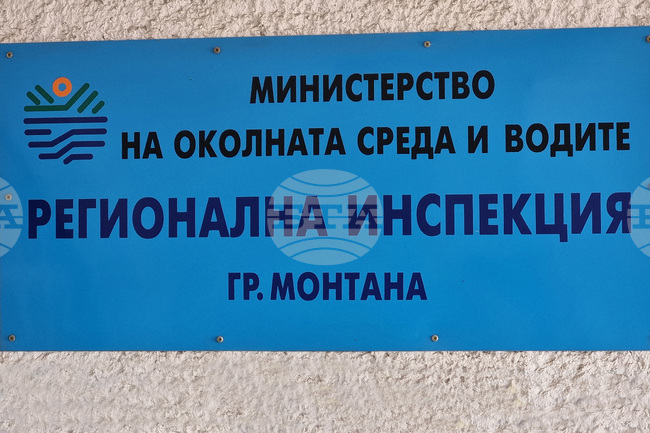 МИНИСТЕРСТВО
НА ОКОЛНАТА СРЕДА И ВОДИТЕ
РЕГИОНАЛНА ИНСПЕКЦИЯ
ГР. МОНТАНА